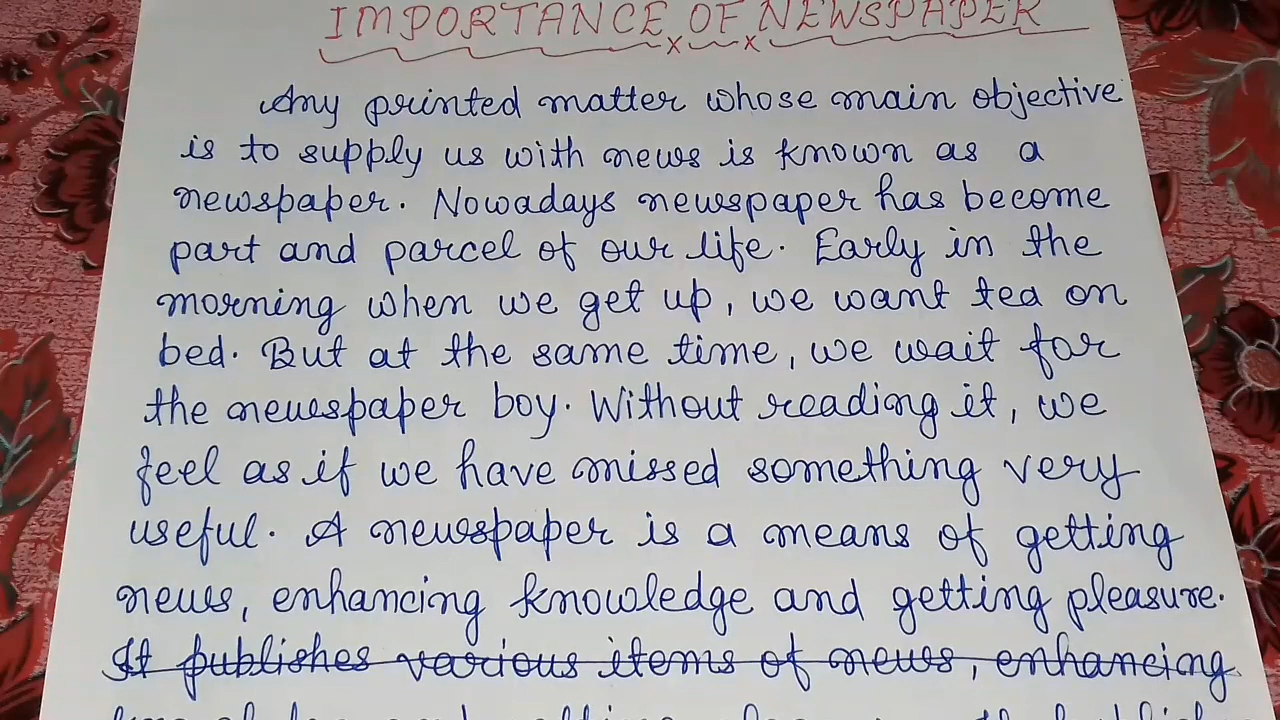 IMPORTANCE OF NEWSPAPER
Any printed matter whose main objective
is to supply us with news is known as a
newspaper. Nowadays newspaper has become
part and parcel of our life. Early in the
morning when we get up, we want tea on
bed. But at the same time, we wait for
the newspaper boy. Without reading it, we
feel as if we have missed something very
useful. A newspaper is a means of getting
news, enhancing knowledge and getting pleasure.
It publishes various items of news, enhancing